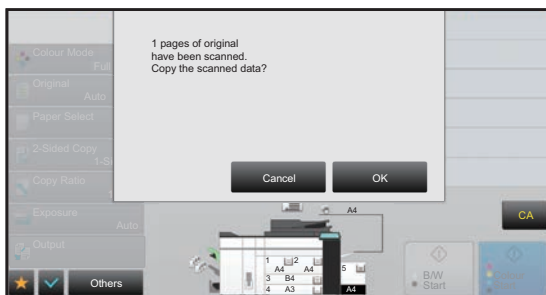 1 pages of original
have been scanned.
Copy the scanned data?
Cancel
OK
Colour Mode
Full
Original
Auto
Paper Select
2-Sided Copy
1-Si
Copy Ratio
Exposure
Auto
Output
Others
A4
CA
1
2
A4
A4
3
B4
4
A3
5
A4
B/W
Start
Colour
Start